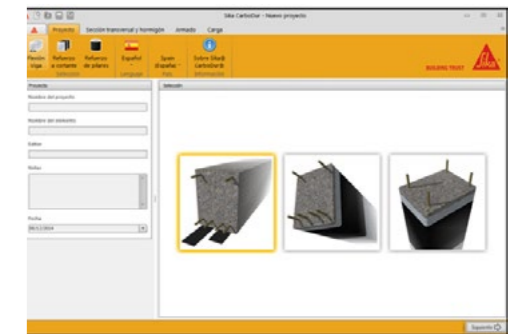 Sika CarboDur - Nuevo proyecto
Proyecto Sección transversal y hormigón Armado Carga
Flexión viga Refuerzo a cortante Refuerzo de pilares Español Spain (España) Sobre Sika® CarboDur®
Selección Lenguaje País Información
BUILDING TRUST
Proyecto Selección
Nombre del proyecto
Nombre del elemento
Editor
Notas
Fecha
Siguiente